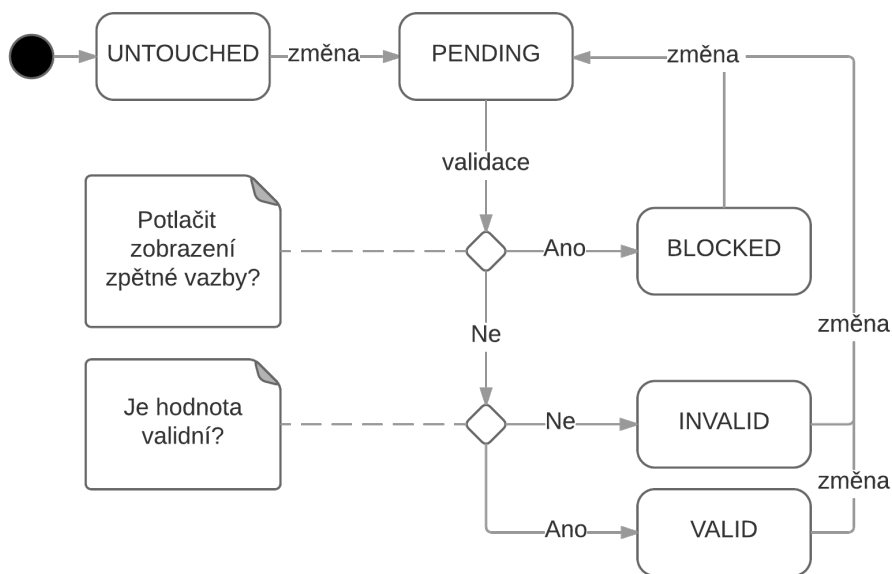 UNTOUCHED
změna
PENDING
změna
validace
Potlačit
zobrazení
zpětné vazby?
Ano
BLOCKED
změna
Ne
Je hodnota
validní?
Ne
INVALID
změna
Ano
VALID